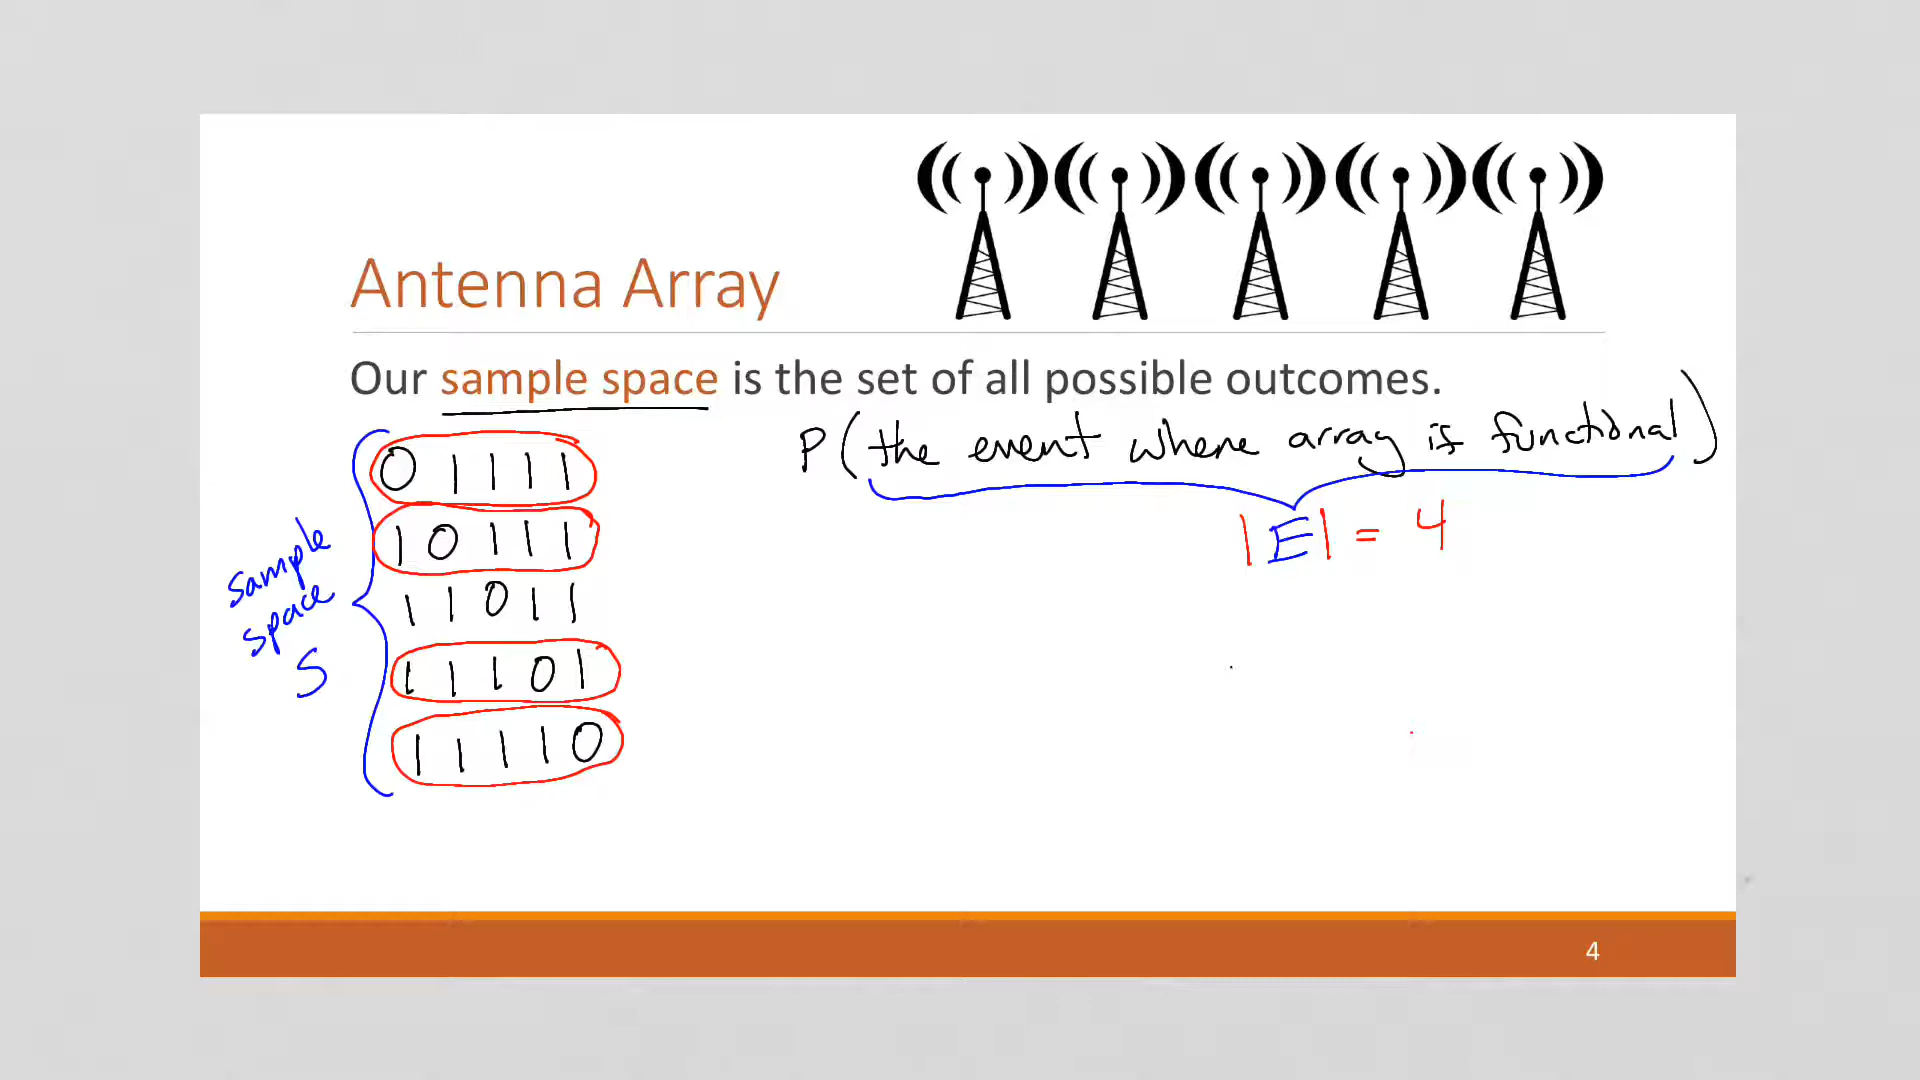 Antenna Array
Our sample space is the set of all possible outcomes.
P(the event where array is functional)
|E| = 4
0 1 1 1 1
1 0 1 1 1
1 1 0 1 1
1 1 1 0 1
1 1 1 1 0
sample
space
S
4